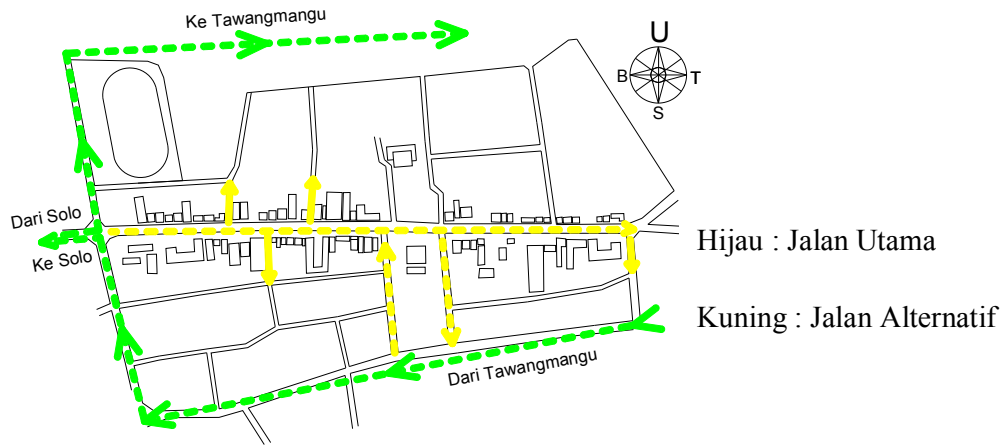 Ke Tawangmangu
U
B
T
S
Dari Solo
Ke Solo
Hijau : Jalan Utama
Kuning : Jalan Alternatif
Dari Tawangmangu